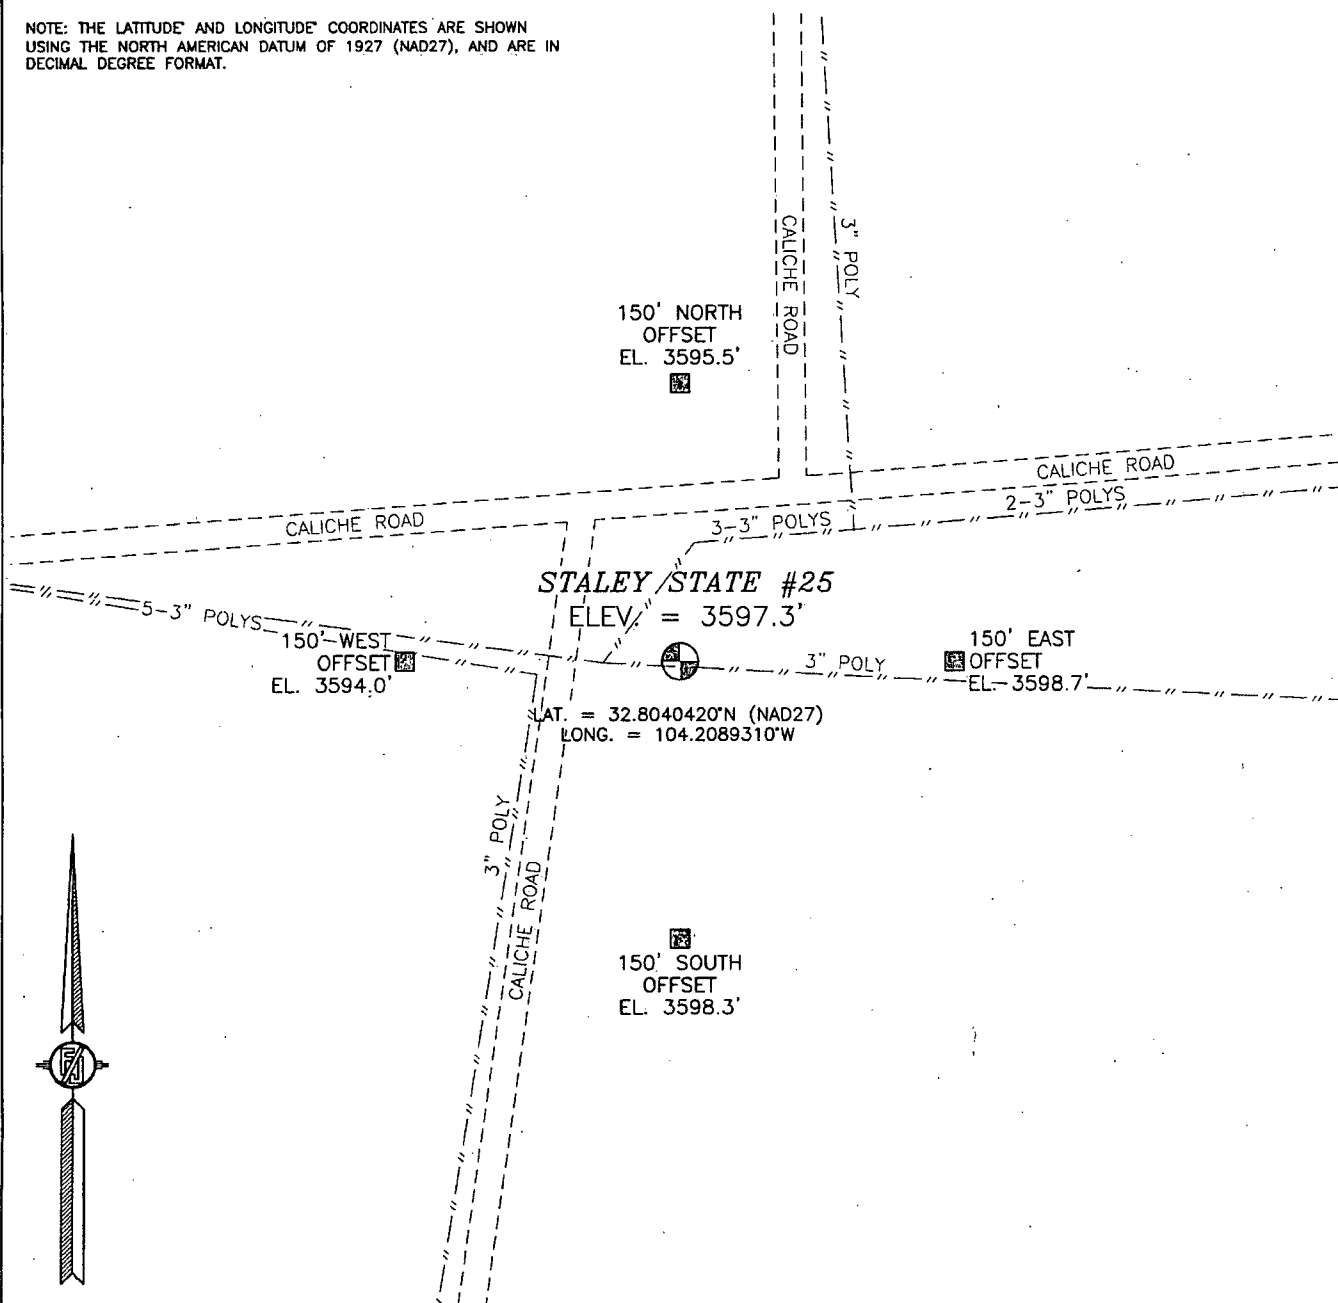 NOTE: THE LATITUDE AND LONGITUDE COORDINATES ARE SHOWN
USING THE NORTH AMERICAN DATUM OF 1927 (NAD27), AND ARE IN
DECIMAL DEGREE FORMAT.
CALICHE ROAD
3" POLY
150' NORTH
OFFSET
EL. 3595.5'
CALICHE ROAD
2-3" POLYS
3-3" POLYS
CALICHE ROAD
STALEY STATE #25
ELEV. = 3597.3'
5-3" POLYS
150' WEST
OFFSET
EL. 3594.0'
3" POLY
150' EAST
OFFSET
EL. 3598.7'
LAT. = 32.8040420°N (NAD27)
LONG. = 104.2089310°W
3" POLY
CALICHE ROAD
150' SOUTH
OFFSET
EL. 3598.3'